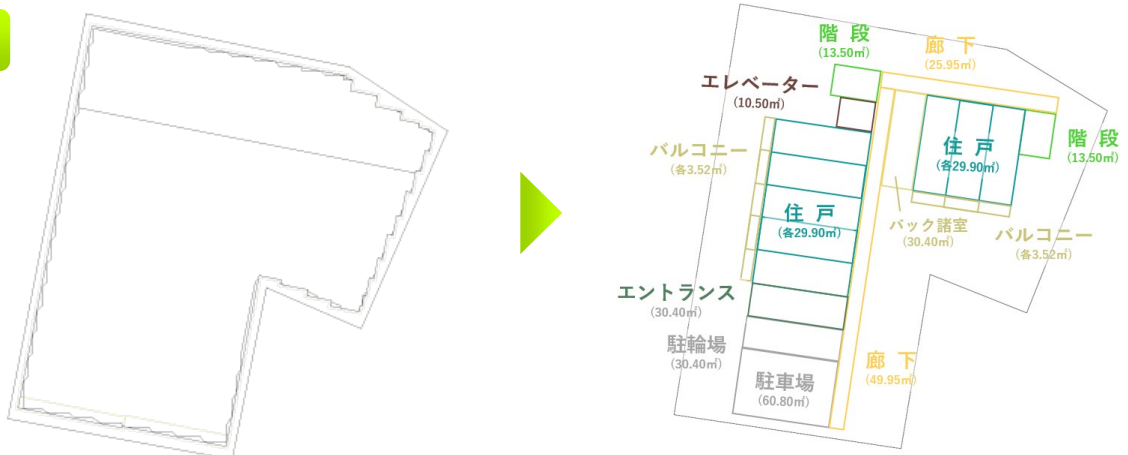 階 段
(13.50㎡)
廊 下
(25.95㎡)
エレベーター
(10.50㎡)
階 段
(13.50㎡)
バルコニー
(各3.52㎡)
住 戸
(各29.90㎡)
住 戸
(各29.90㎡)
バック諸室
(30.40㎡)
バルコニー
(各3.52㎡)
エントランス
(30.40㎡)
駐輪場
(30.40㎡)
廊 下
(49.95㎡)
駐車場
(60.80㎡)